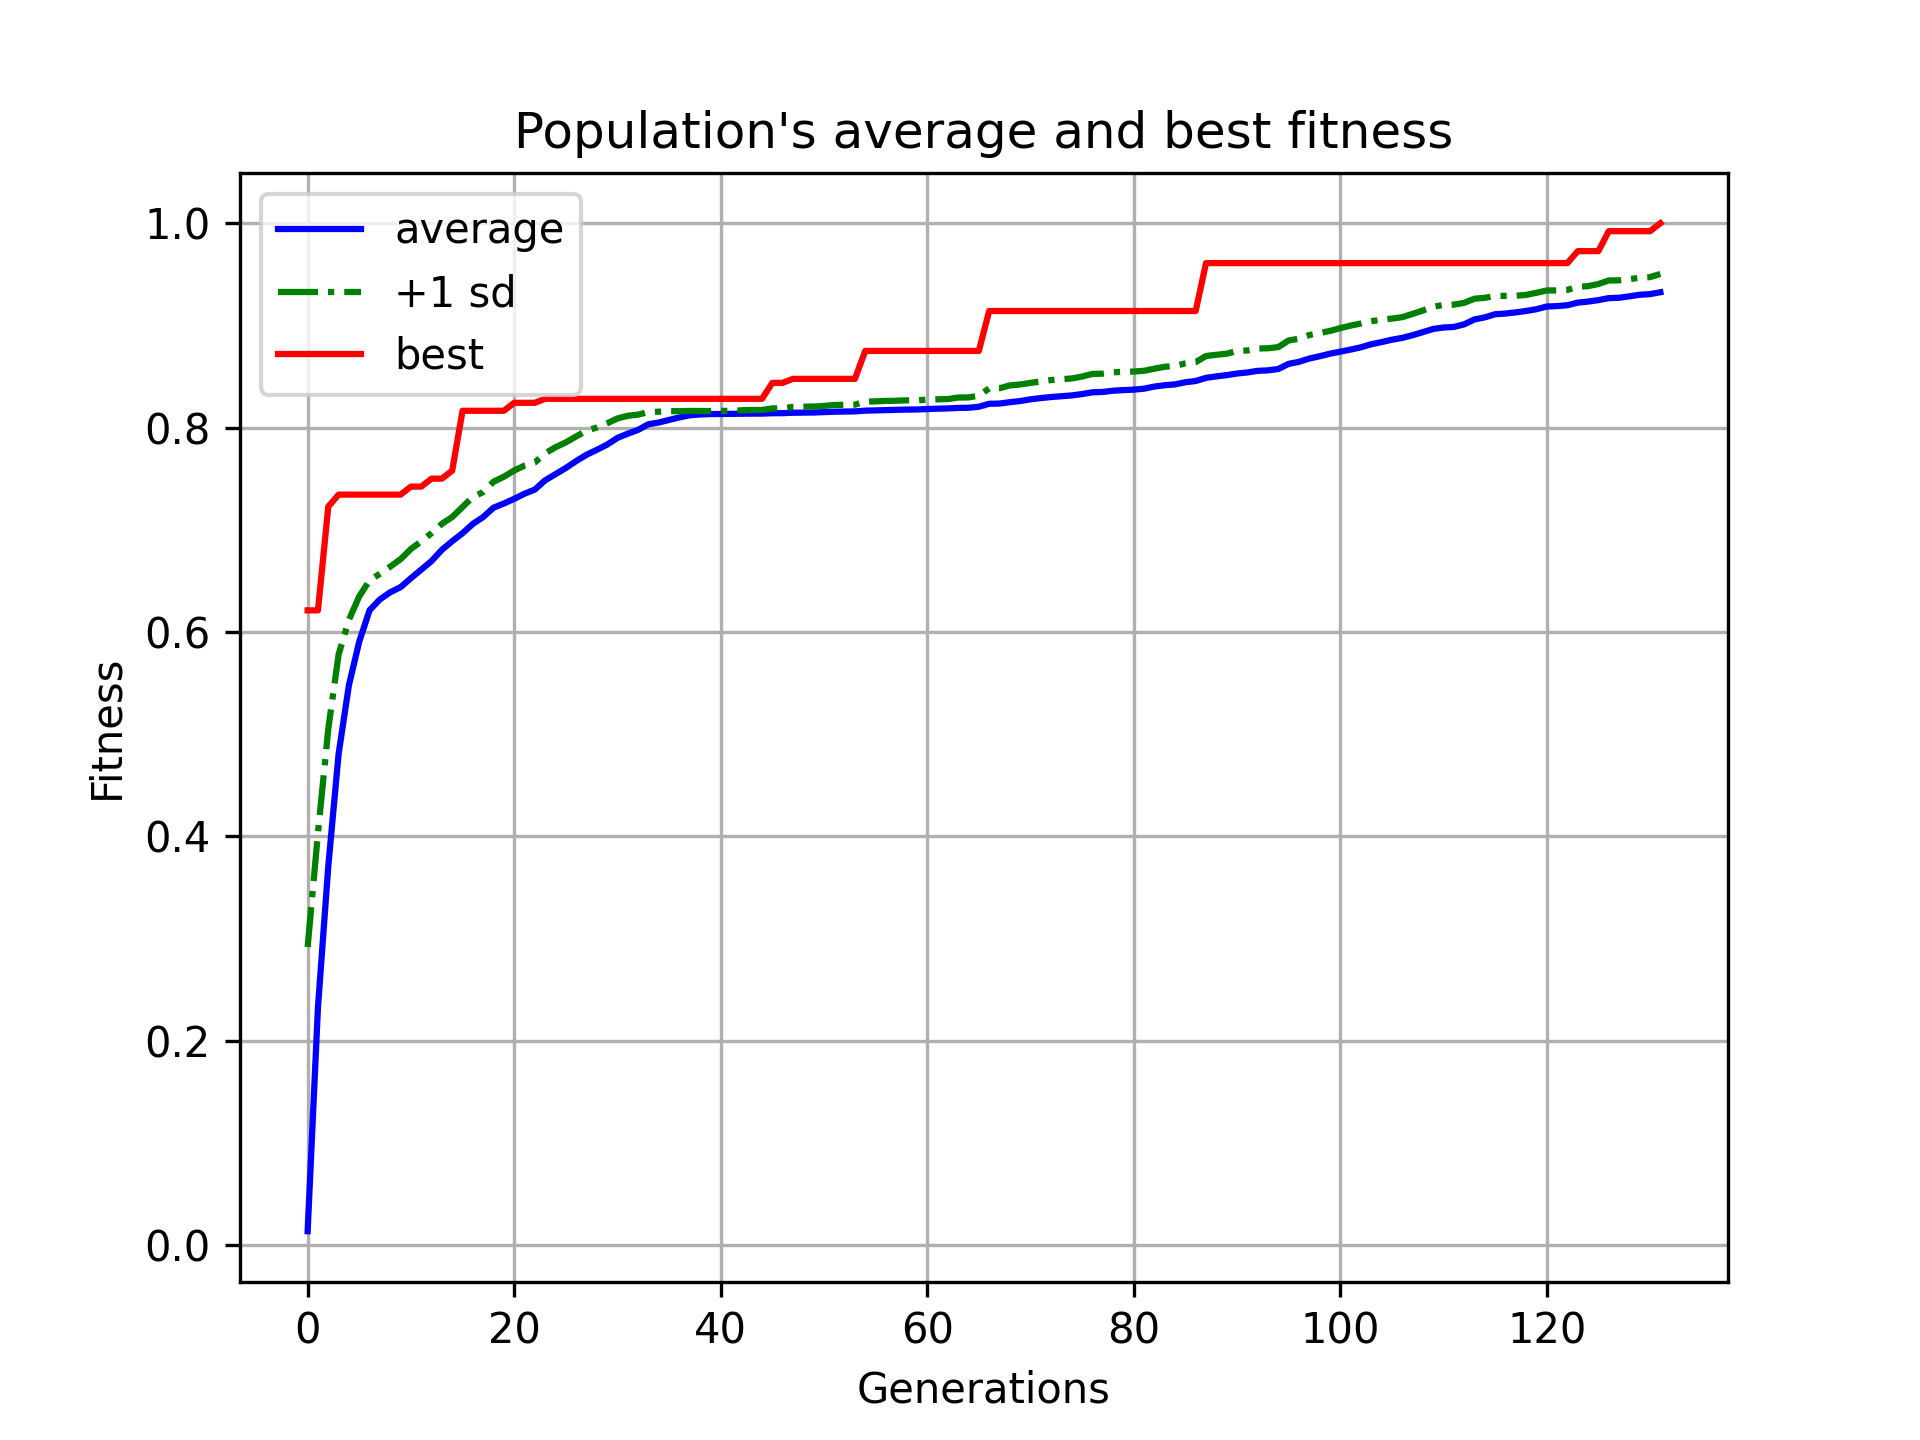 Population's average and best fitness
average
+1 sd
best
1.0
0.8
0.6
0.4
0.2
0.0
Fitness
0 20 40 60 80 100 120
Generations